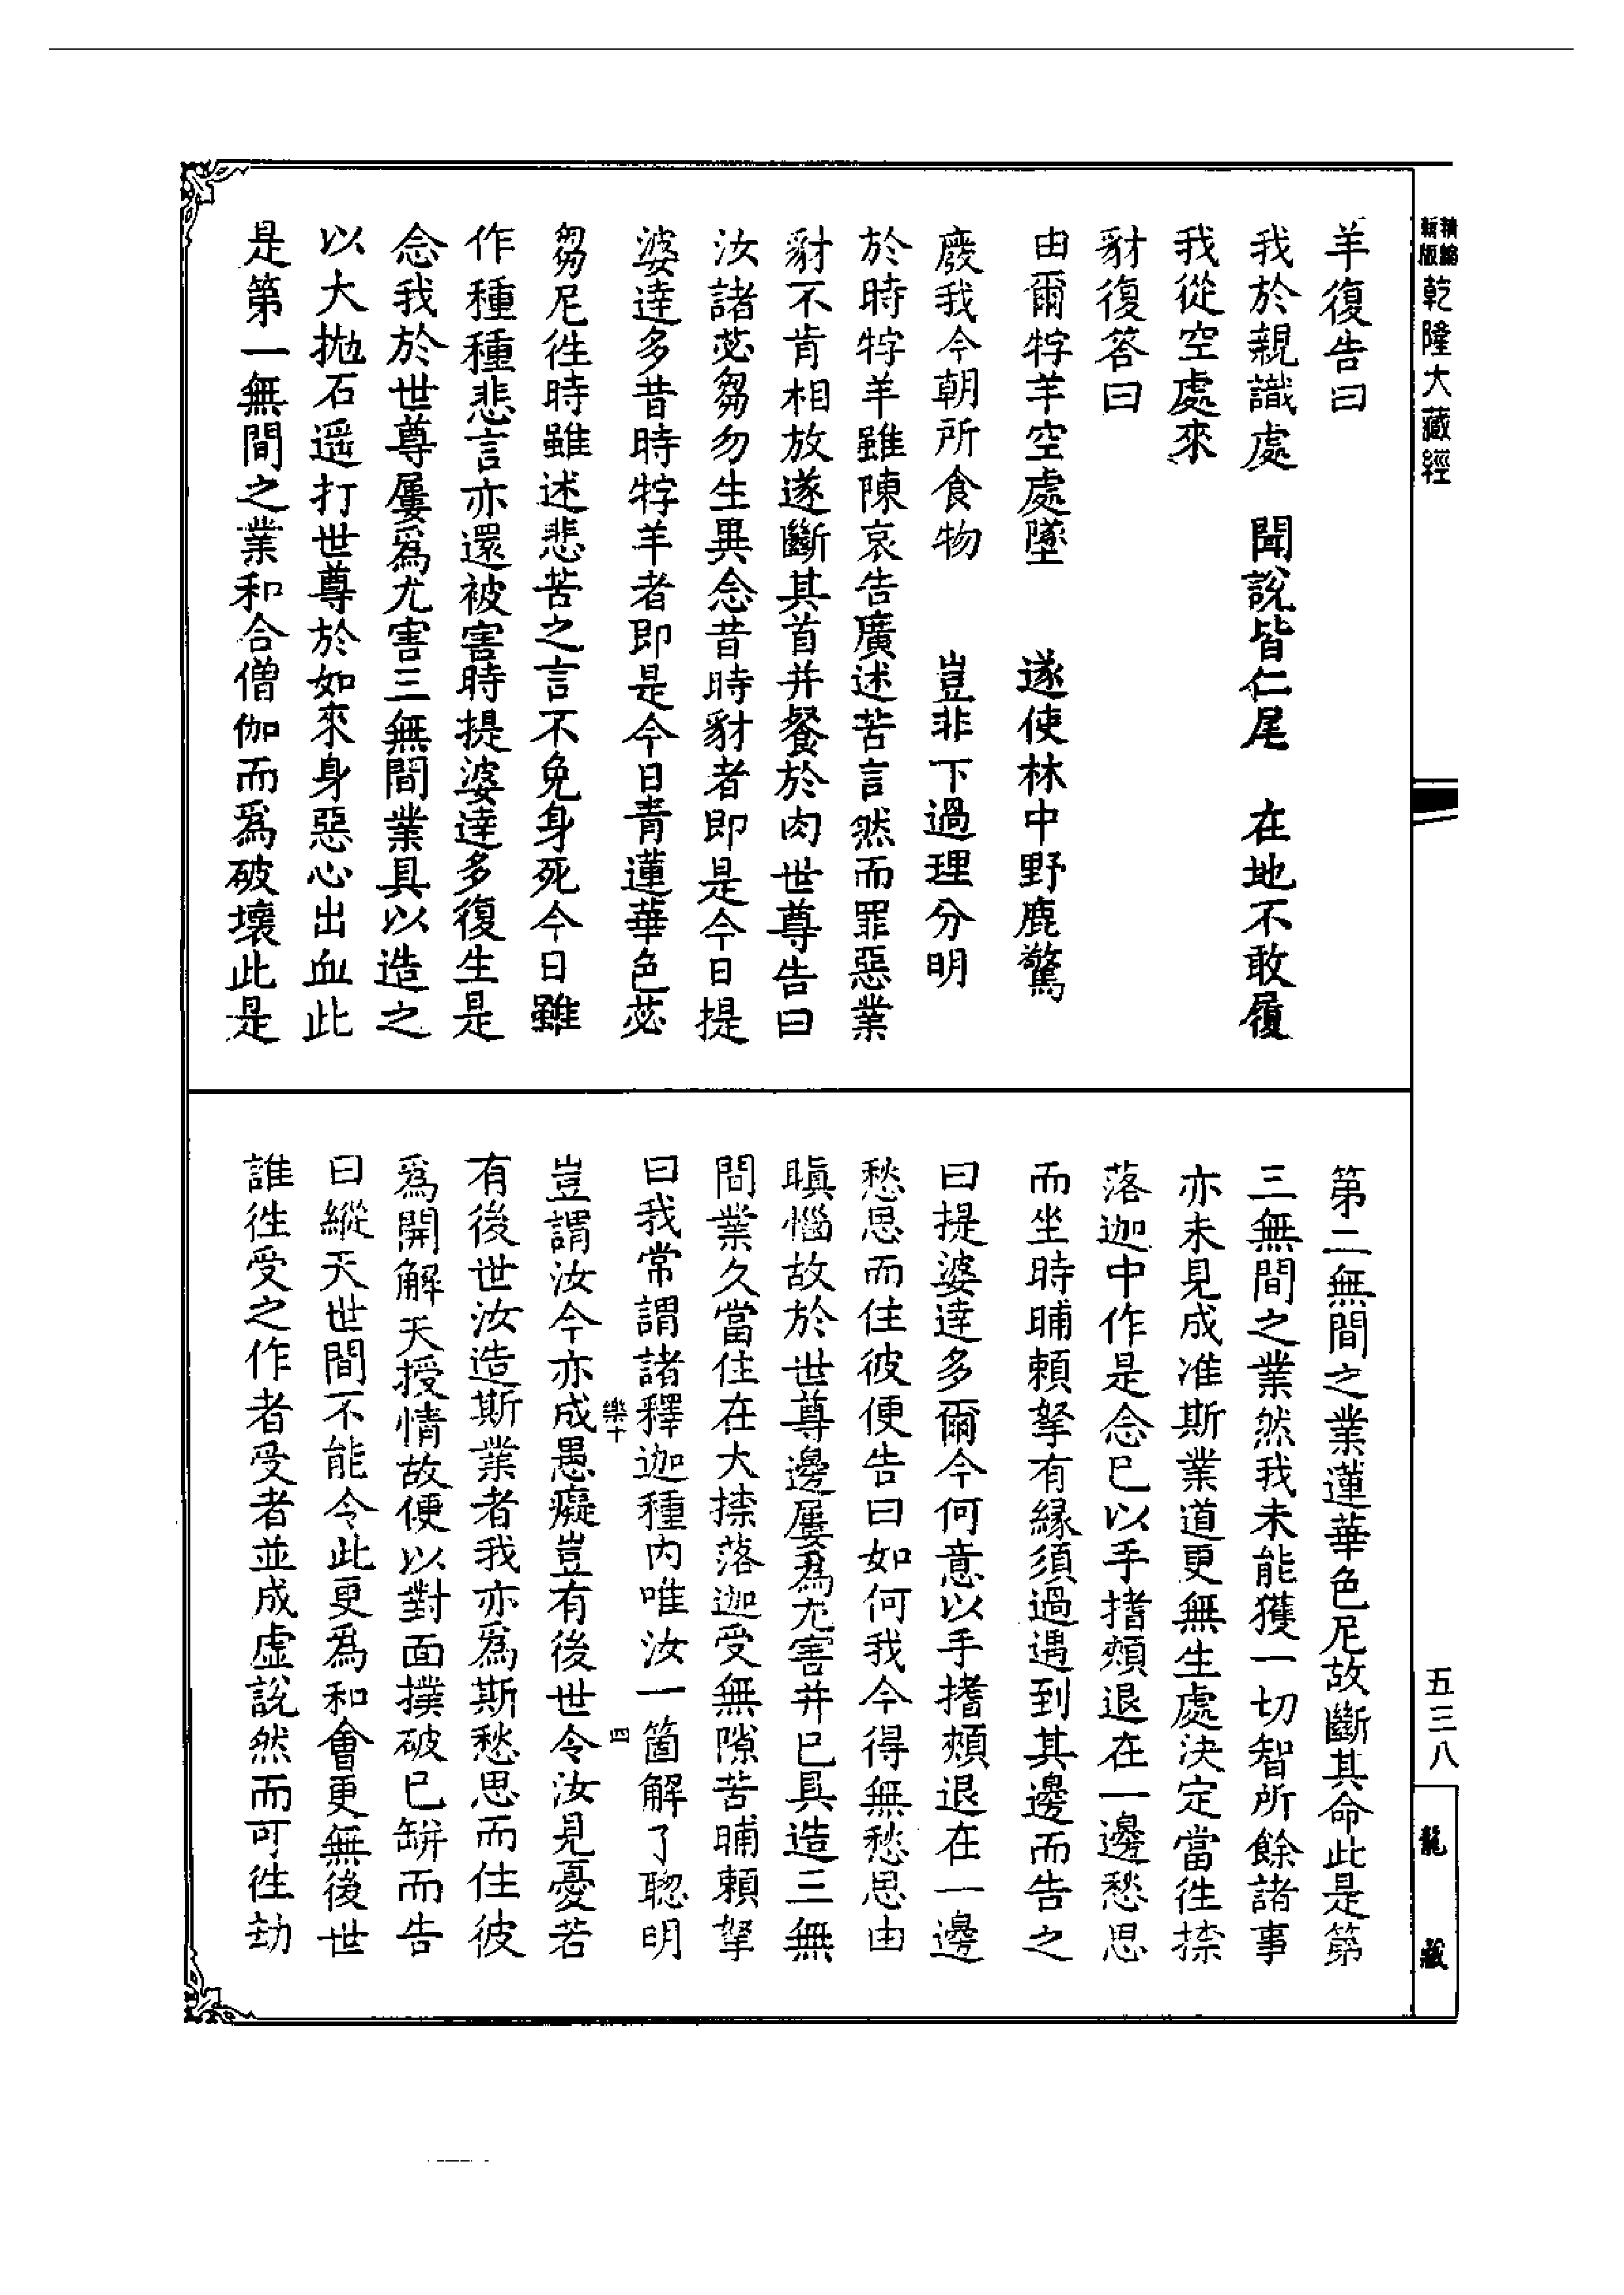 精縮
新版
乾隆大藏經
羊復告曰
我於親識處　聞說皆仁尾　在地不敢履
我從空處來
豺復答曰
由爾牸羊空處墜　遂使林中野鹿驚
廢我今朝所食物　豈非下過理分明
於時牸羊雖陳哀告廣述苦言然而罪惡業
豺不肯相放遂斷其首并餐於肉世尊告曰
汝諸苾芻勿生異念昔時豺者即是今日提
婆達多昔時牸羊者即是今日青蓮華色苾
芻尼徃時雖述悲苦之言不免身死今日雖
作種種悲言亦還被害時提婆達多復生是
念我於世尊屢爲尤害三無間業具以造之
以大拋石遥打世尊於如來身惡心出血此
是第一無間之業和合僧伽而爲破壞此是
第二無間之業蓮華色尼故斷其命此是第
三無間之業然我未能獲一切智所餘諸事
亦未見成准斯業道更無生處決定當徃捺
落迦中作是念已以手搘頰退在一邊愁思
而坐時晡頼拏有緣須過遇到其邊而告之
曰提婆達多爾今何意以手搘頰退在一邊
愁思而住彼便告曰如何我今得無愁思由
瞋惱故於世尊邊屢爲尤害并已具造三無
間業久當住在大捺落迦受無隙苦晡頼拏
曰我常謂諸釋迦種内唯汝一箇解了聦明
樂十
四
豈謂汝今亦成愚癡豈有後世令汝見憂若
有後世汝造斯業者我亦爲斯愁思而住彼
爲開解天授情故便以對面撲破已缾而告
曰縱天世間不能令此更爲和會更無後世
誰徃受之作者受者並成虚說然而可徃劫
五三八
龍藏